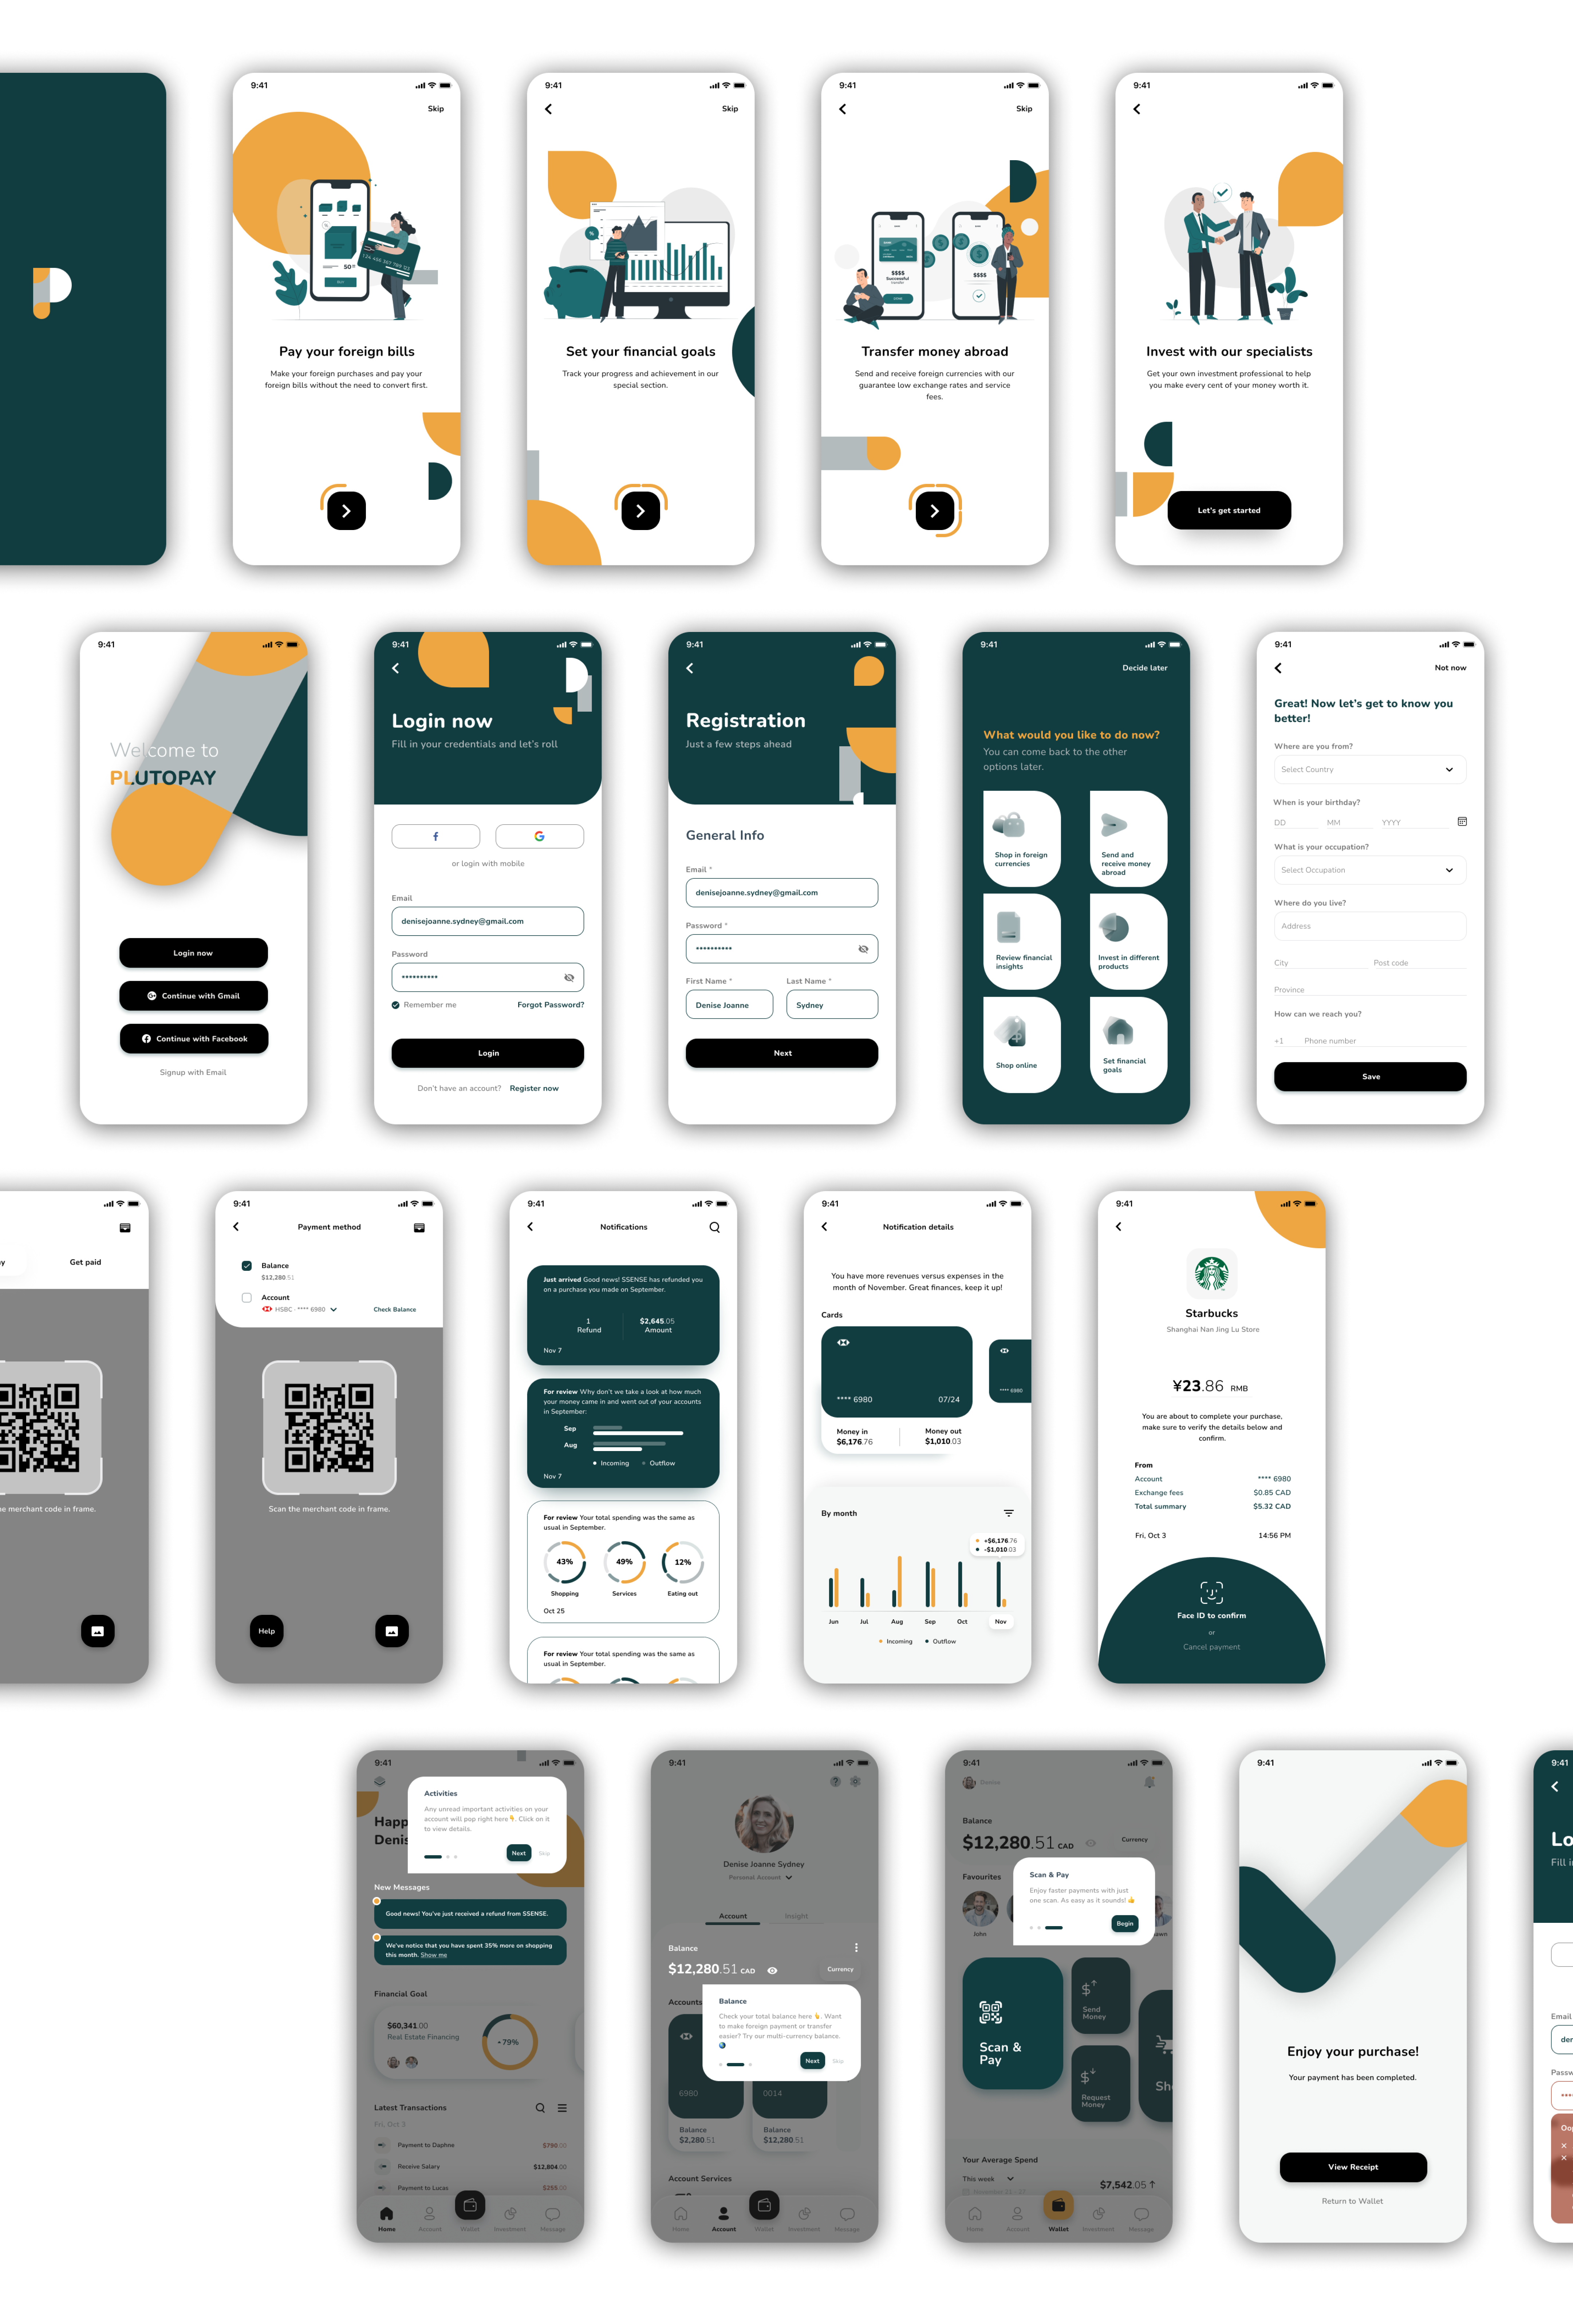 9:41
Skip
50
BUY
Pay your foreign bills
Make your foreign purchases and pay your
foreign bills without the need to convert first.
9:41
Skip
%
Set your financial goals
Track your progress and achievement in our
special section.
9:41
Skip
$$$$
Successful
transfer
$$$$
Transfer money abroad
Send and receive foreign currencies with our
guarantee low exchange rates and service
fees.
9:41
Invest with our specialists
Get your own investment professional to help
you make every cent of your money worth it.
Let's get started
9:41
Welcome to
PLUTOPAY
Login now
Continue with Gmail
Continue with Facebook
Signup with Email
9:41
Login now
Fill in your credentials and let's roll
or login with mobile
Email
denisejoanne.sydney@gmail.com
Password
**********
Remember me
Forgot Password?
Login
Don't have an account? Register now
9:41
Registration
Just a few steps ahead
General Info
Email *
denisejoanne.sydney@gmail.com
Password *
**********
First Name *
Last Name *
Denise Joanne
Sydney
Next
9:41
Decide later
What would you like to do now?
You can come back to the other
options later.
Shop in foreign
currencies
Send and
receive money
abroad
Review financial
insights
Invest in different
products
Shop online
Set financial
goals
9:41
Not now
Great! Now let's get to know you
better!
Where are you from?
Select Country
When is your birthday?
DD
MM
YYYY
What is your occupation?
Select Occupation
Where do you live?
Address
City
Post code
Province
How can we reach you?
+1
Phone number
Save
y
Get paid
e merchant code in frame.
9:41
Payment method
Balance
$12,280.51
Account
HSBC · **** 6980
Check Balance
Scan the merchant code in frame.
Help
9:41
Notifications
Just arrived Good news! SSENSE has refunded you
on a purchase you made on September.
1
Refund
$2,645.05
Amount
Nov 7
For review Why don't we take a look at how much
your money came in and went out of your accounts
in September:
Sep
Aug
Incoming
Outflow
Nov 7
For review Your total spending was the same as
usual in September.
43%
49%
12%
Shopping
Services
Eating out
Oct 25
For review Your total spending was the same as
usual in September.
9:41
Notification details
You have more revenues versus expenses in the
month of November. Great finances, keep it up!
Cards
**** 6980
07/24
**** 6980
Money in
$6,176.76
Money out
$1,010.03
By month
+$6,176.76
-$1,010.03
Jun
Jul
Aug
Sep
Oct
Nov
Incoming
Outflow
9:41
Starbucks
Shanghai Nan Jing Lu Store
¥23.86 RMB
You are about to complete your purchase,
make sure to verify the details below and
confirm.
From
Account
**** 6980
Exchange fees
$0.85 CAD
Total summary
$5.32 CAD
Fri, Oct 3
14:56 PM
Face ID to confirm
or
Cancel payment
9:41
Happ
Denis
Activities
Any unread important activities on your
account will pop right here👇. Click on it
to view details.
Next
Skip
New Messages
Good news! You've just received a refund from SSENSE.
We've notice that you have spent 35% more on shopping
this month. Show me
Financial Goal
$60,341.00
Real Estate Financing
79%
Latest Transactions
Fri, Oct 3
Payment to Daphne
$790.00
Receive Salary
$12,804.00
Payment to Lucas
$255.00
Home
Account
Wallet
Investment
Message
9:41
Denise Joanne Sydney
Personal Account
Account
Insight
Balance
$12,280.51 CAD
Currency
Accounts
Balance
Check your total balance here 👆. Want
to make foreign payment or transfer
easier? Try our multi-currency balance.
Next
Skip
6980
0014
Balance
$2,280.51
Balance
$12,280.51
Account Services
Home
Account
Wallet
Investment
Message
9:41
Denise
Balance
$12,280.51 CAD
Currency
Favourites
John
Scan & Pay
Enjoy faster payments with just
one scan. As easy as it sounds! 👍
Begin
awn
Scan &
Pay
Send
Money
Request
Money
Sh
Your Average Spend
This week
$7,542.05
Home
Account
Wallet
Investment
Message
9:41
Enjoy your purchase!
Your payment has been completed.
View Receipt
Return to Wallet
9:41
Lo
Fill i
Email
der
Passw
****
Oop